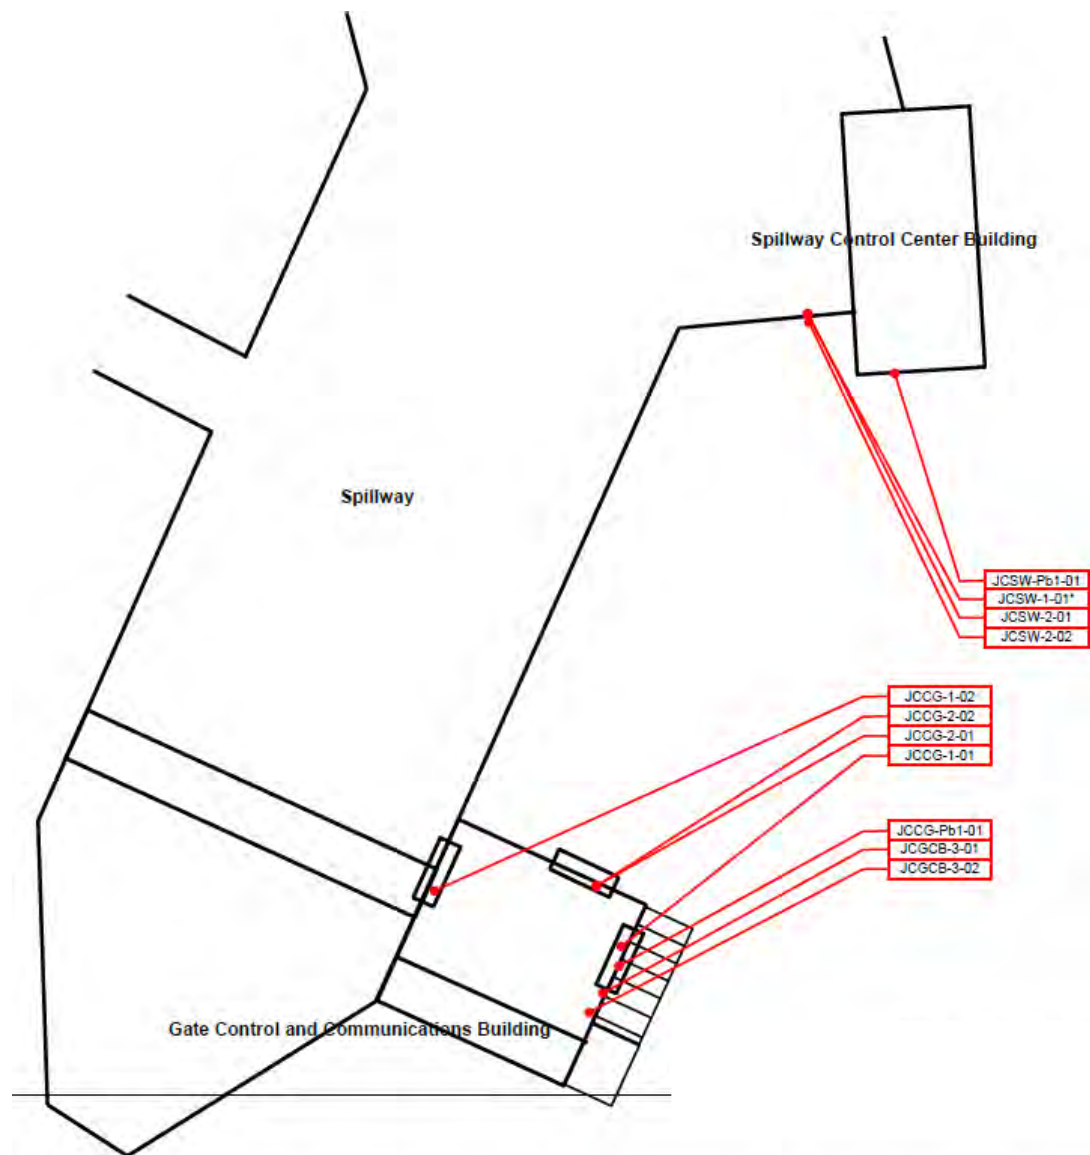 Spillway Control Center Building
Spillway
JCSW-Pb1-01
JCSW-1-01*
JCSW-2-01
JCSW-2-02
JCCG-1-02
JCCG-2-02
JCCG-2-01
JCCG-1-01
JCCG-Pb1-01
JCGCB-3-01
JCGCB-3-02
Gate Control and Communications Building